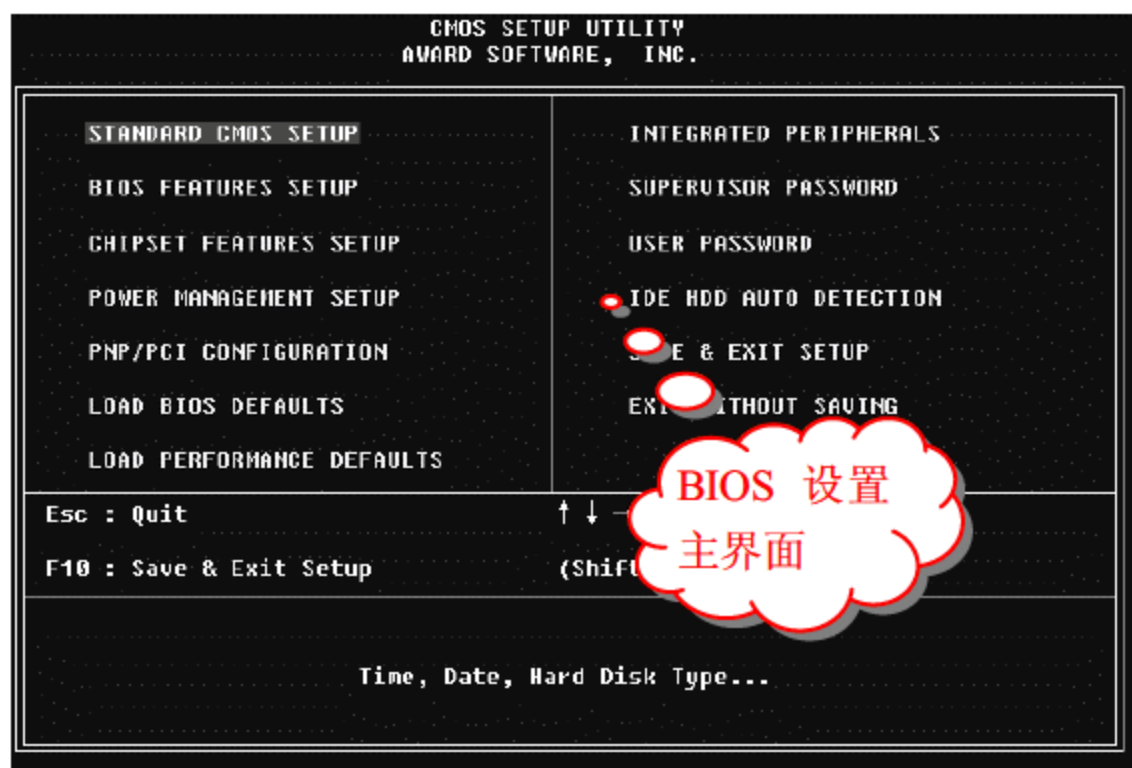 CMOS SETUP UTILITY
AWARD SOFTWARE, INC.
STANDARD CMOS SETUP
BIOS FEATURES SETUP
CHIPSET FEATURES SETUP
POWER MANAGEMENT SETUP
PNP/PCI CONFIGURATION
LOAD BIOS DEFAULTS
LOAD PERFORMANCE DEFAULTS
INTEGRATED PERIPHERALS
SUPERVISOR PASSWORD
USER PASSWORD
IDE HDD AUTO DETECTION
& EXIT SETUP
SAVING
Esc : Quit
↑ ↓
F10 : Save & Exit Setup
BIOS 设置
主界面
Time, Date, Hard Disk Type...